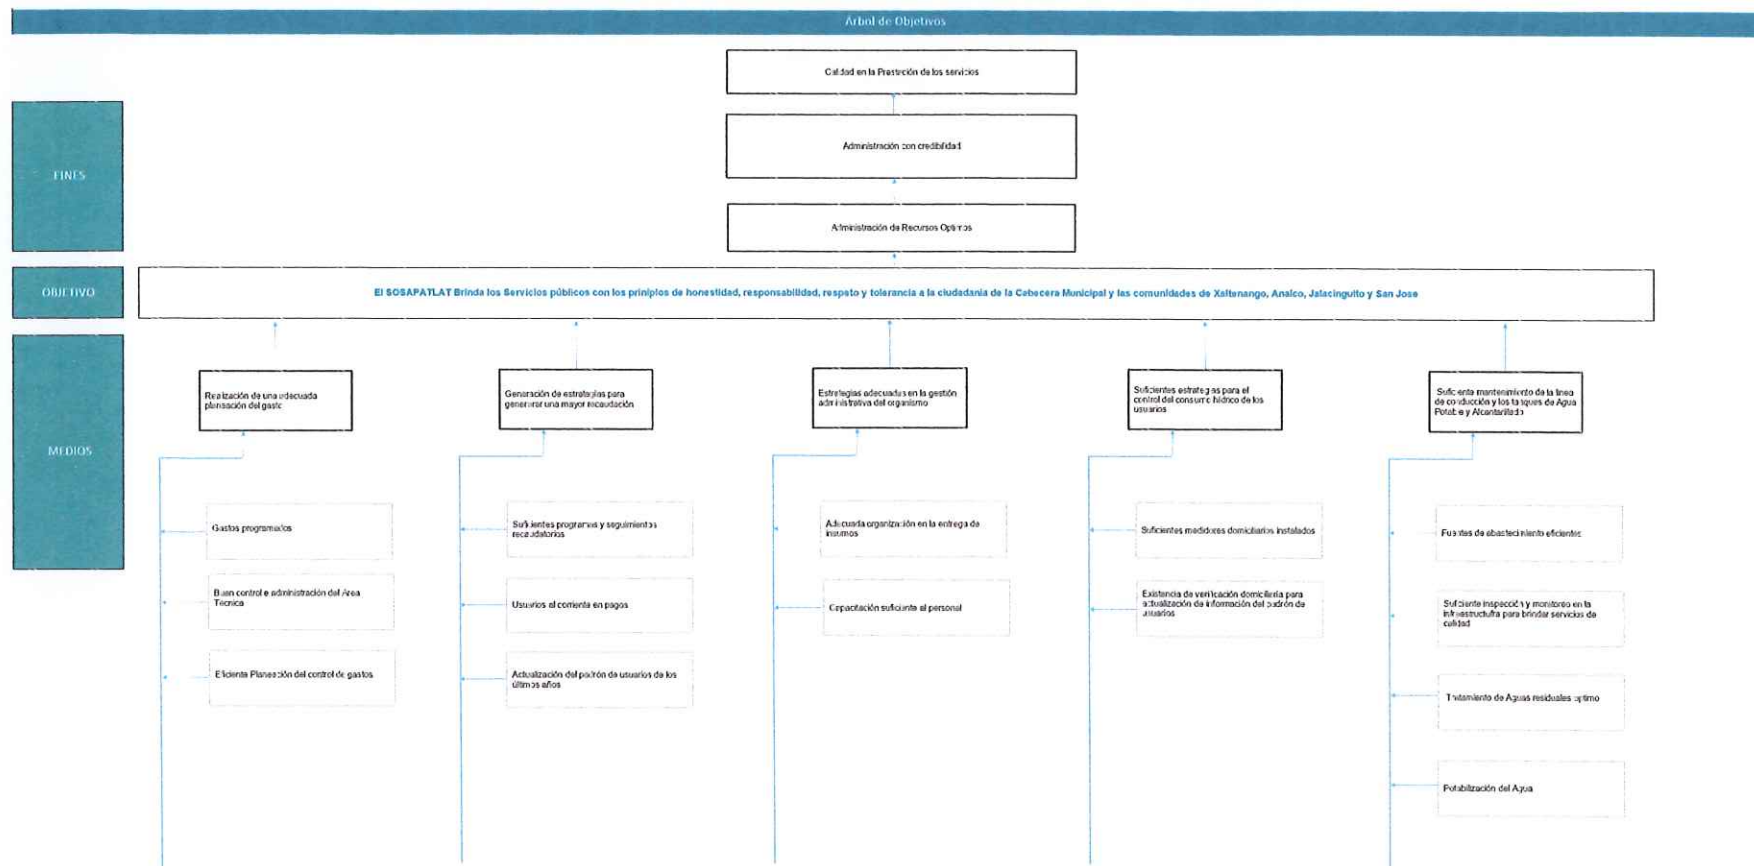 Árbol de Objetivos
Calidad en la Prestación de los servicios
FINES
Administración con credibilidad
Administración de Recursos Optimos
OBJETIVO
El SOSAPATLAT Brinda los Servicios públicos con los priniplos de honestidad, responsabilidad, respeto y tolerancia a la ciudadania de la Cabecera Municipal y las comunidades de Xaltenango, Analco, Jalacinguito y San Jose
MEDIOS
Realización de una adecuada
planeación del gasto
Generación de estrategias para
generar una mayor recaudación
Estrategias adecuadas en la gestión
administrativa del organismo
Suficientes estrategias para el
control del consumo hídrico de los
usuarios
Suficiente mantenimiento de la linea
de conducción y los tanques de Agua
Potable y Alcantarillado
Gastos programados
Buen control e administración del Área
Técnica
Eficiente Planeación del control de gastos
Suficientes programas y seguimientos
recaudatorios
Usuarios al corriente en pagos
Actualización del padrón de usuarios de los
últimos años
Adecuada organización en la entrega de
insumos
Capacitación suficiente al personal
Suficientes medidores domiciliarios instalados
Existencia de verificación domiciliaria para
actualización de información del padrón de
usuarios
Fuentes de abastecimiento eficientes
Suficiente inspección y monitoreo en la
infraestructufra para brindar servicios de
calidad
Tratamiento de Aguas residuales optimo
Potabilización del Agua